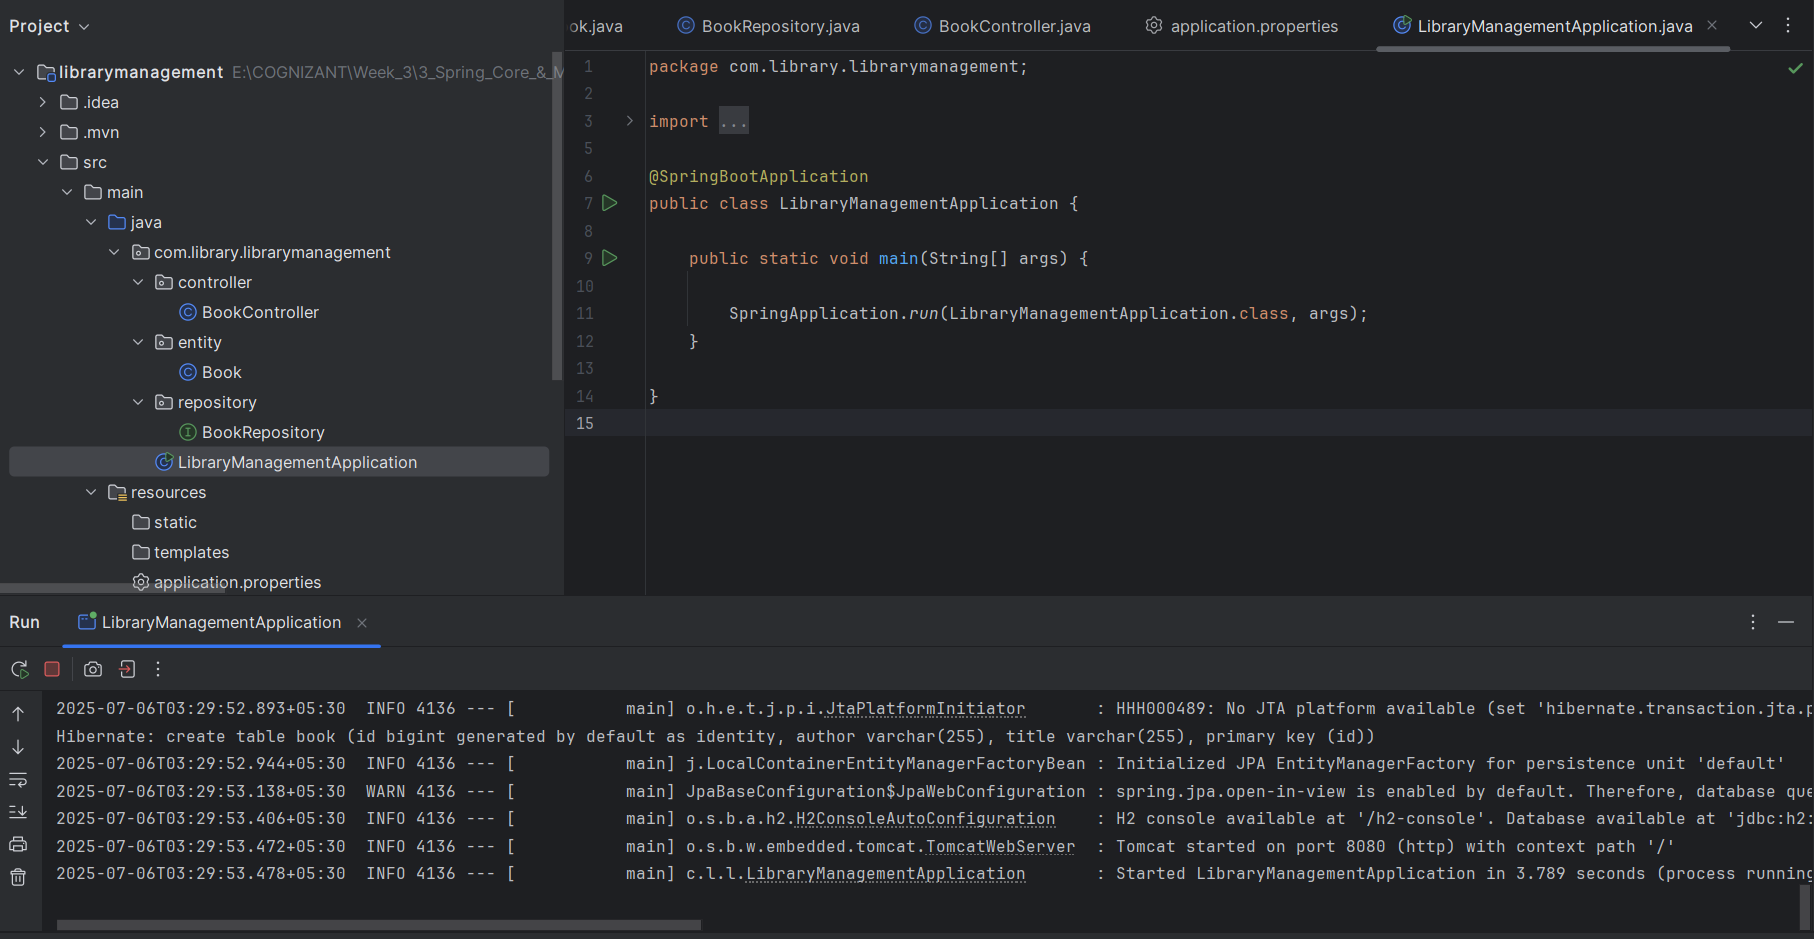 Project
librarymanagement E:\COGNIZANT\Week_3\3_Spring_Core_&_M
.idea
.mvn
src
main
java
com.library.librarymanagement
controller
BookController
entity
Book
repository
BookRepository
LibraryManagementApplication
resources
static
templates
application.properties
ok.java BookRepository.java BookController.java application.properties LibraryManagementApplication.java
1 package com.library.librarymanagement;
2
3 import ...
5
6 @SpringBootApplication
7 public class LibraryManagementApplication {
8
9 public static void main(String[] args) {
10
11 SpringApplication.run(LibraryManagementApplication.class, args);
12 }
13
14 }
15
Run LibraryManagementApplication
2025-07-06T03:29:52.893+05:30 INFO 4136 --- [ main] o.h.e.t.j.p.i.JtaPlatformInitiator : HHH000489: No JTA platform available (set 'hibernate.transaction.jta.p
Hibernate: create table book (id bigint generated by default as identity, author varchar(255), title varchar(255), primary key (id))
2025-07-06T03:29:52.944+05:30 INFO 4136 --- [ main] j.LocalContainerEntityManagerFactoryBean : Initialized JPA EntityManagerFactory for persistence unit 'default'
2025-07-06T03:29:53.138+05:30 WARN 4136 --- [ main] JpaBaseConfiguration$JpaWebConfiguration : spring.jpa.open-in-view is enabled by default. Therefore, database que
2025-07-06T03:29:53.406+05:30 INFO 4136 --- [ main] o.s.b.a.h2.H2ConsoleAutoConfiguration : H2 console available at '/h2-console'. Database available at 'jdbc:h2:
2025-07-06T03:29:53.472+05:30 INFO 4136 --- [ main] o.s.b.w.embedded.tomcat.TomcatWebServer : Tomcat started on port 8080 (http) with context path '/'
2025-07-06T03:29:53.478+05:30 INFO 4136 --- [ main] c.l.l.LibraryManagementApplication : Started LibraryManagementApplication in 3.789 seconds (process running